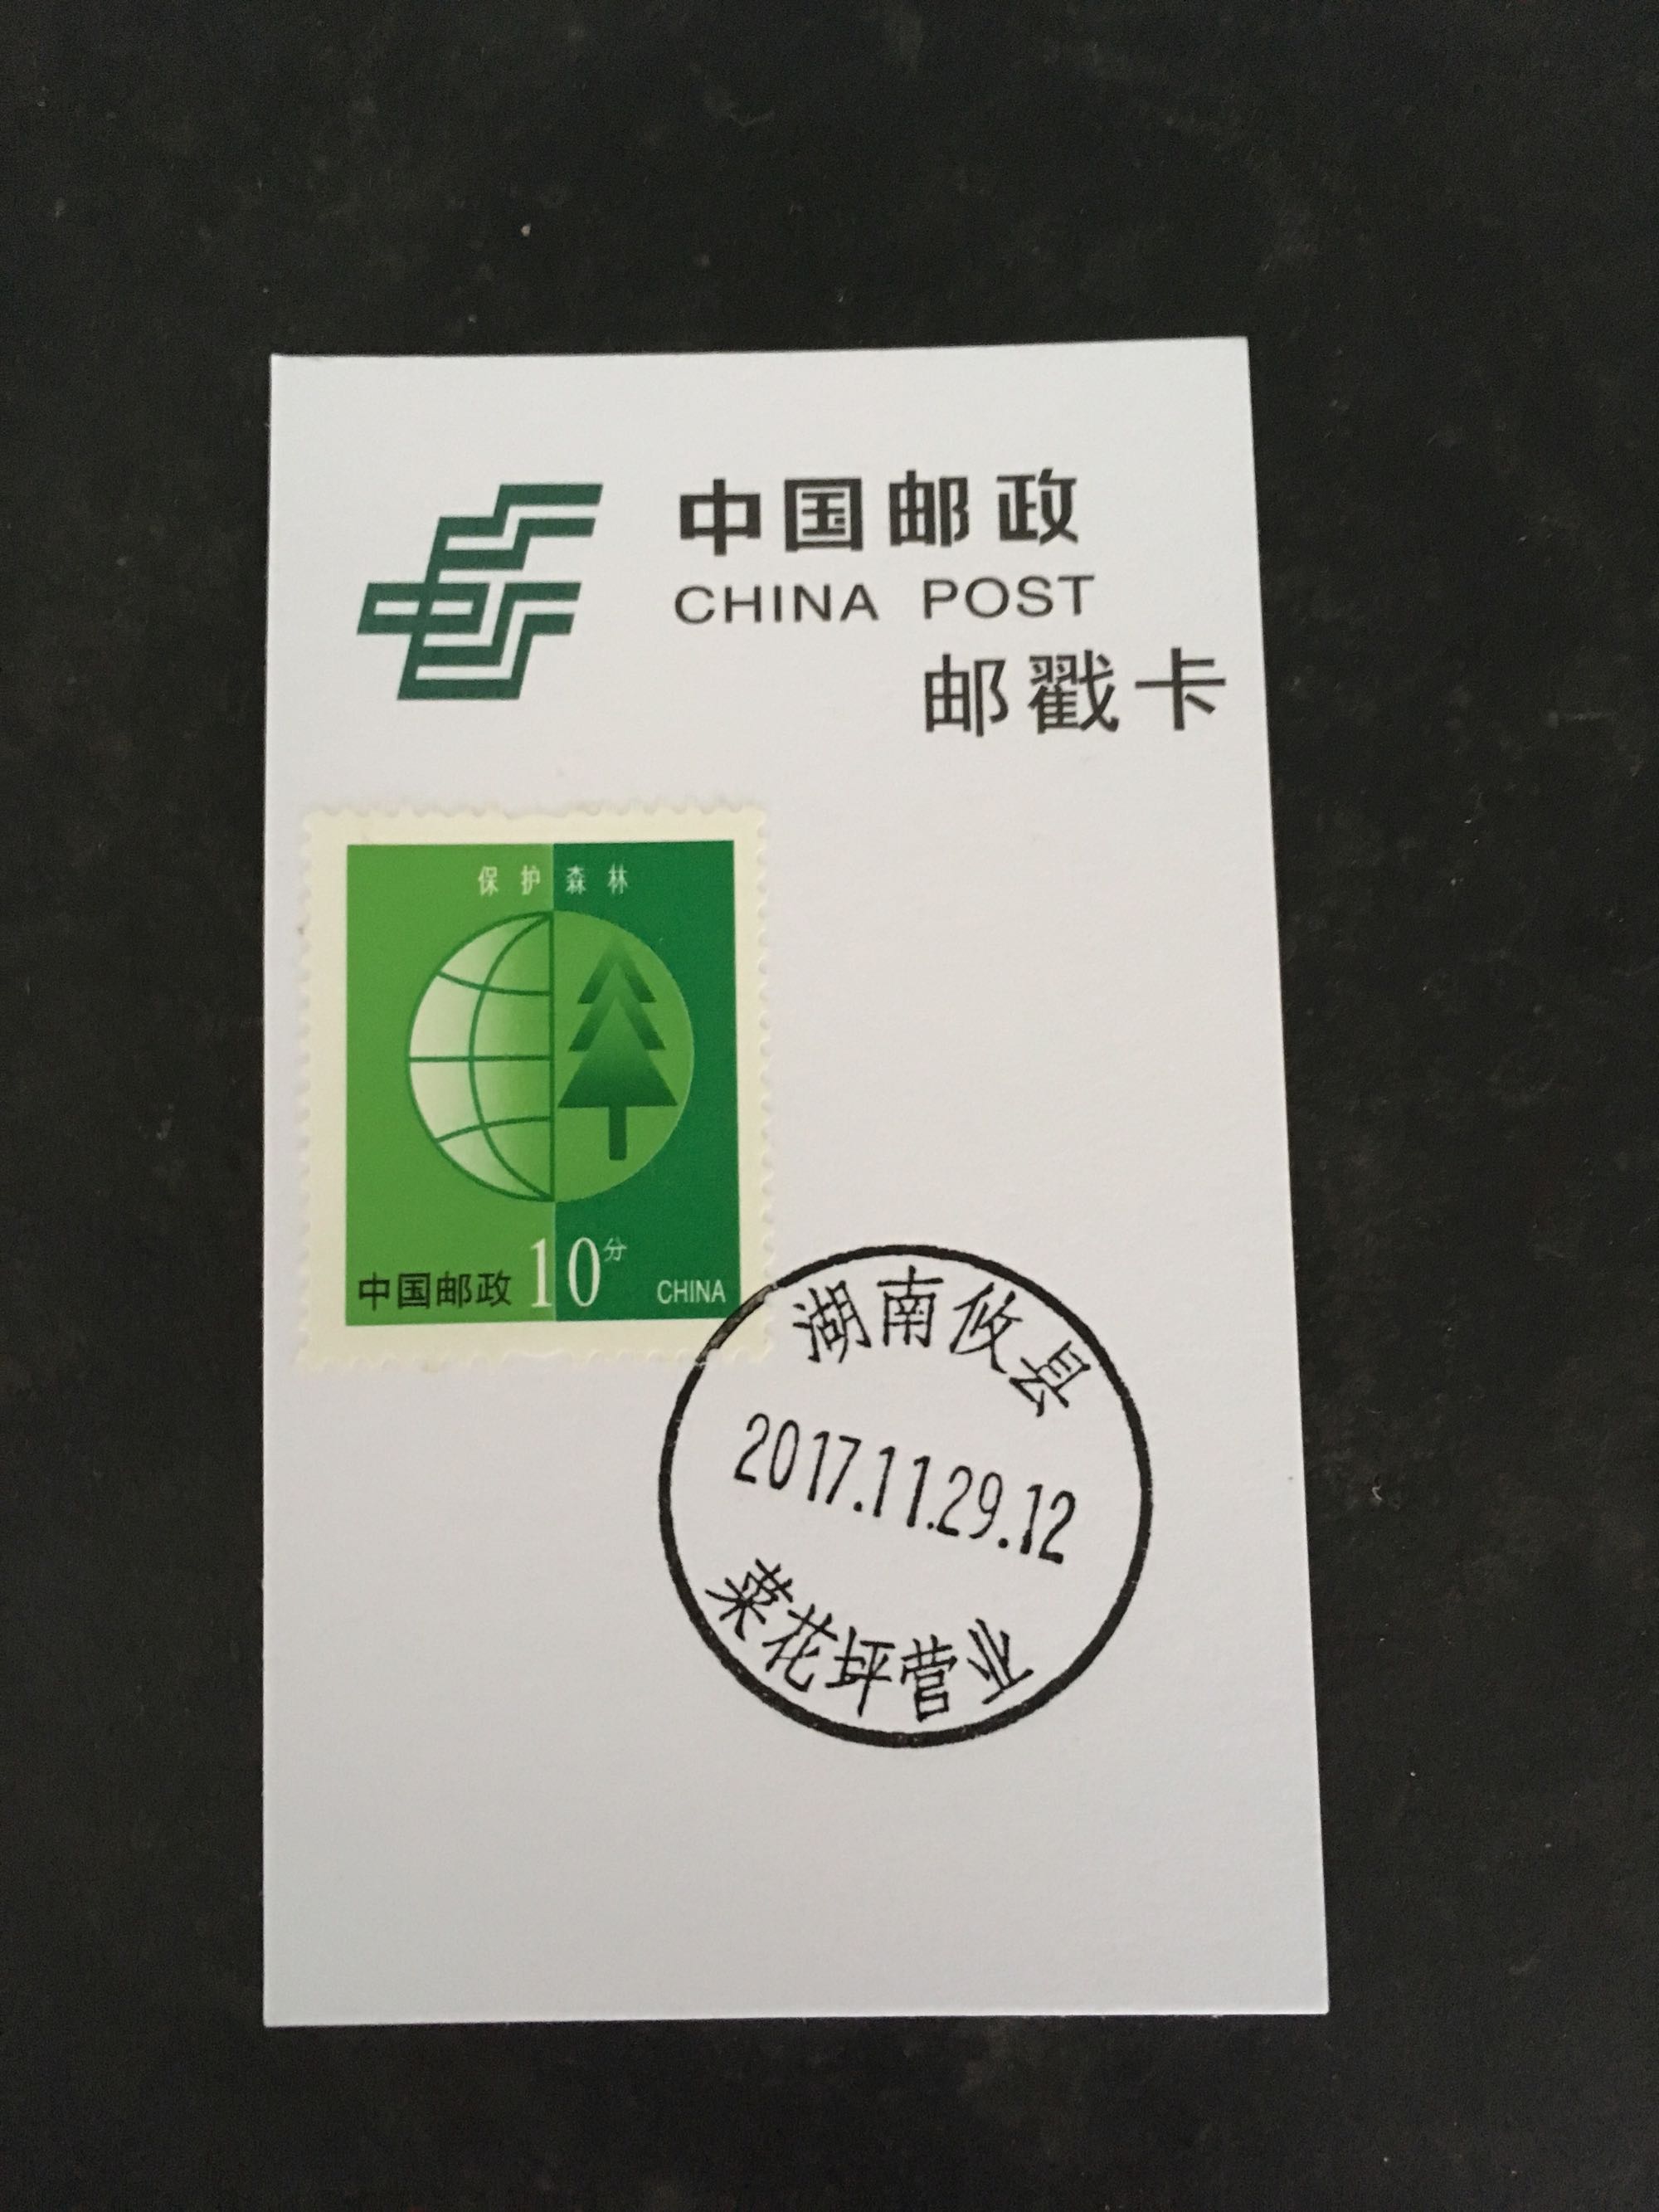 中国邮政
CHINA POST
邮戳卡
保护森林
中国邮政 10分 CHINA
湖南攸县
2017.11.29.12
菜花坪营业